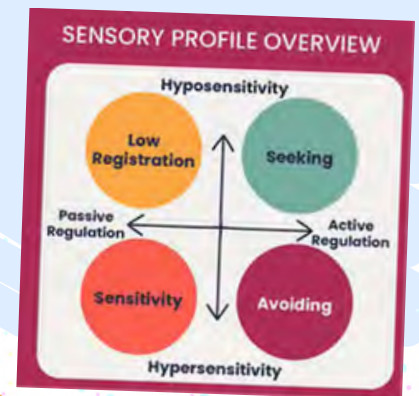 SENSORY PROFILE OVERVIEW
Hyposensitivity
Low
Registration
Seeking
Passive
Regulation
Active
Regulation
Sensitivity
Avoiding
Hypersensitivity